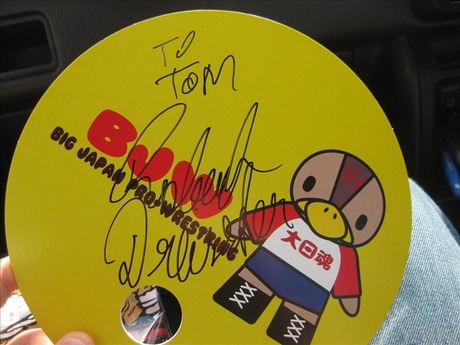 TO
TOM
BJW
BIG JAPAN PRO-WRESTLING
大日魂